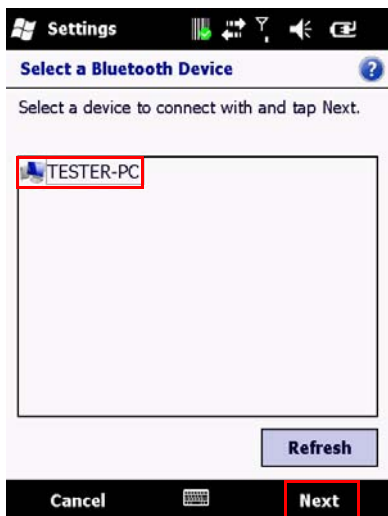 Settings
Select a Bluetooth Device
Select a device to connect with and tap Next.
TESTER-PC
Refresh
Cancel
Next